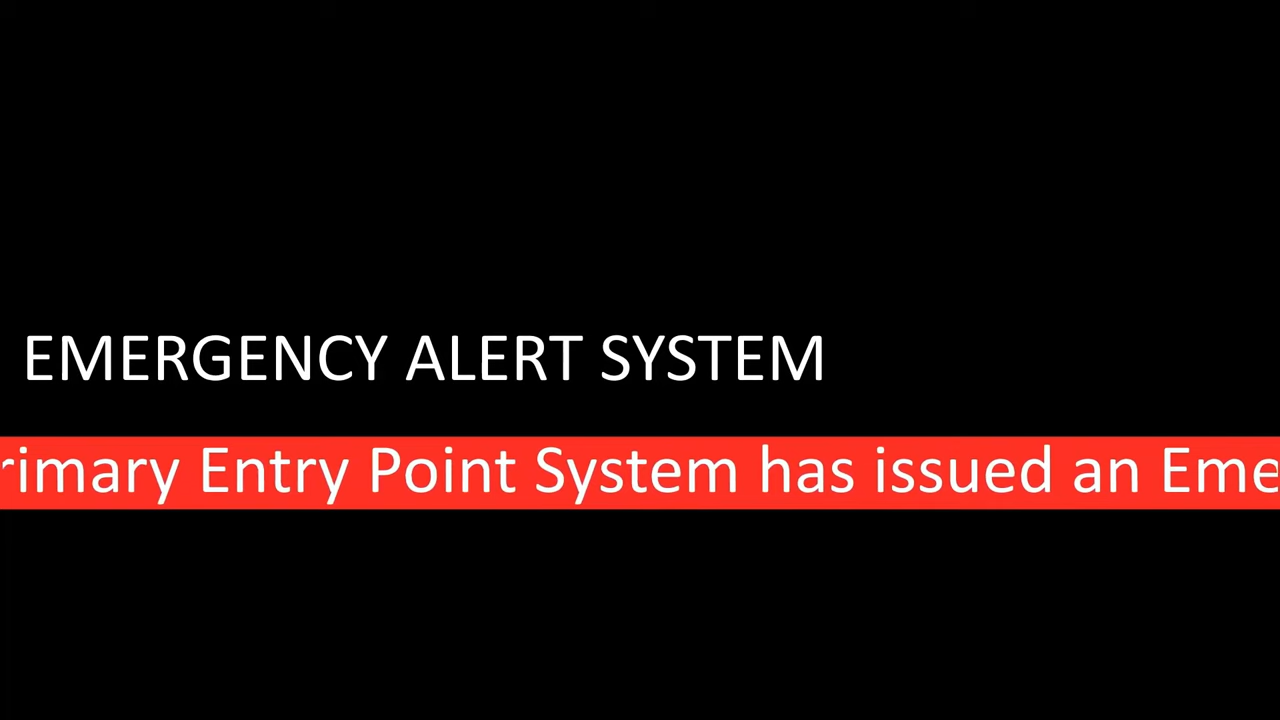 EMERGENCY ALERT SYSTEM
rimary Entry Point System has issued an Eme